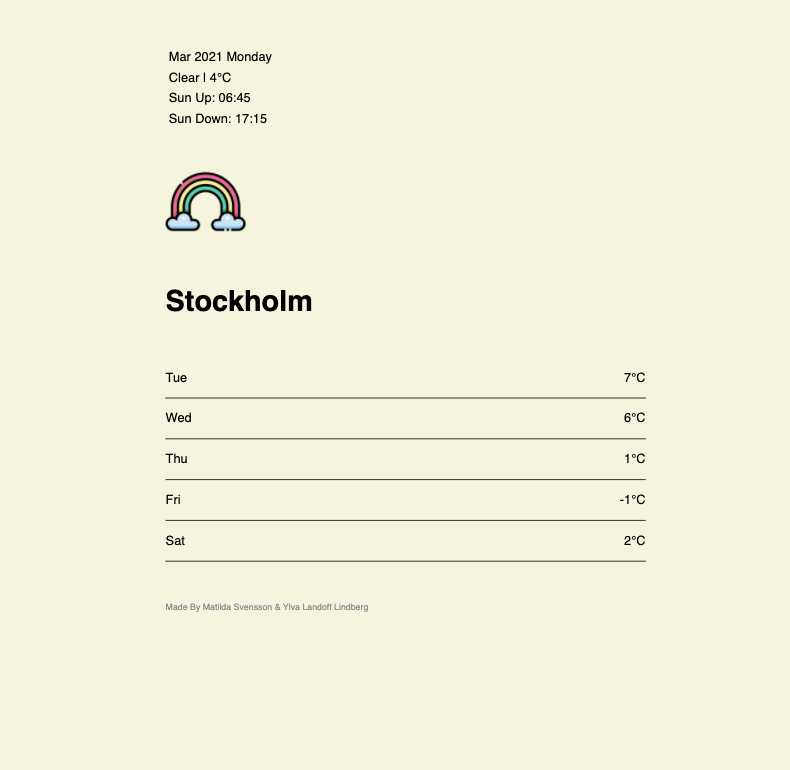 Mar 2021 Monday
Clear | 4°C
Sun Up: 06:45
Sun Down: 17:15
Stockholm
Tue 7°C
Wed 6°C
Thu 1°C
Fri -1°C
Sat 2°C
Made By Matilda Svensson & Ylva Landoff Lindberg